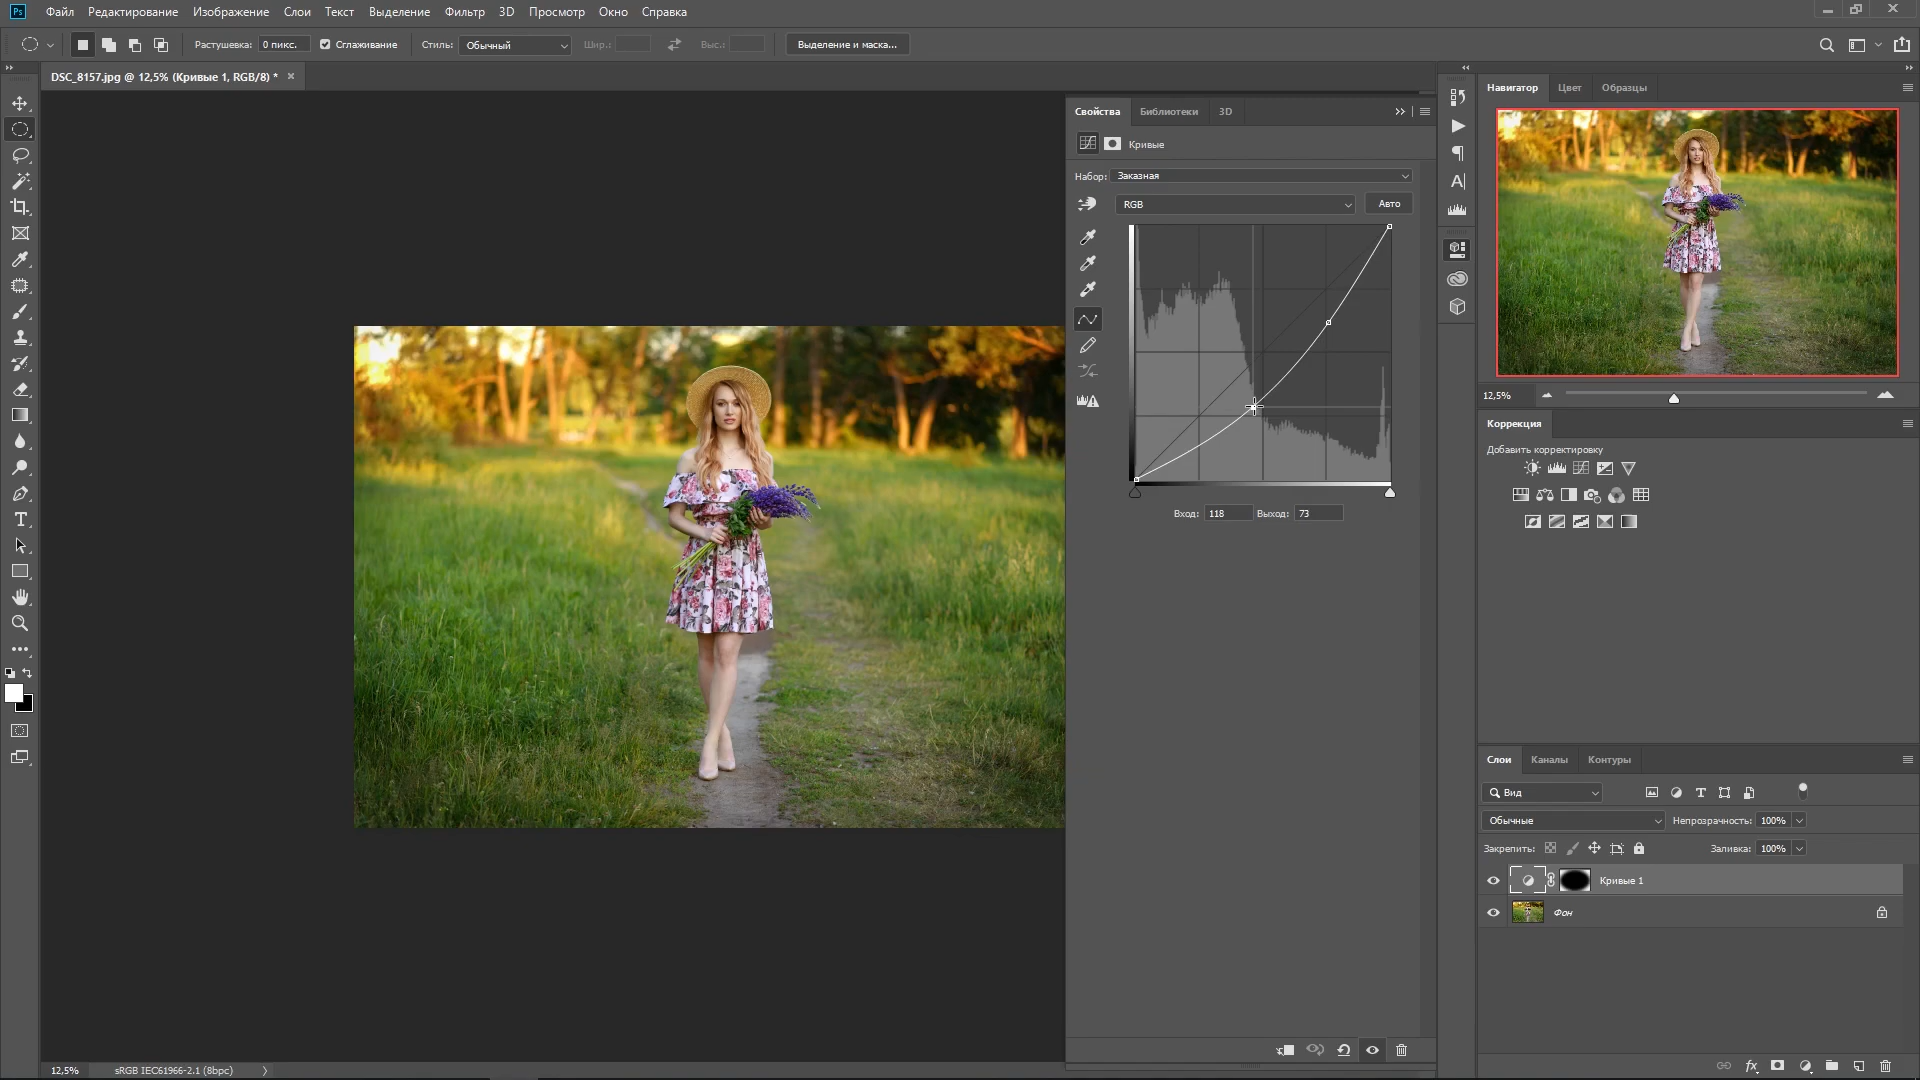 Ps Файл Редактирование Изображение Слои Текст Выделение Фильтр 3D Просмотр Окно Справка
Растушевка: 0 пикс. Сглаживание Стиль: Обычный Шир.: Выс.: Выделение и маска...
DSC_8157.jpg @ 12,5% (Кривые 1, RGB/8) * ×
Свойства Библиотеки 3D
Кривые
Набор: Заказная
RGB Авто
Вход: 118 Выход: 73
Навигатор Цвет Образцы
12,5%
Коррекция
Добавить корректировку
Слои Каналы Контуры
Вид
Обычные Непрозрачность: 100%
Закрепить: Заливка: 100%
Кривые 1
Фон
12,5% sRGB IEC61966-2.1 (8bpc)